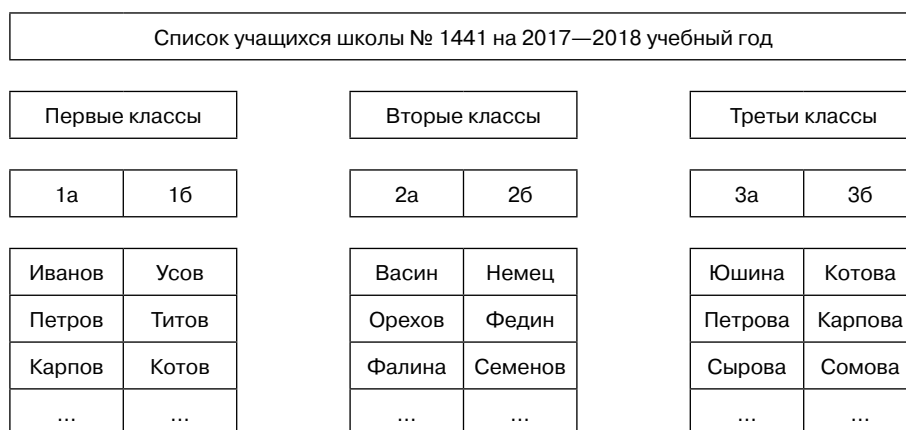 Список учащихся школы № 1441 на 2017—2018 учебный год
Первые классы Вторые классы Третьи классы
1а 1б 2а 2б 3а 3б
Иванов Усов Васин Немец Юшина Котова
Петров Титов Орехов Федин Петрова Карпова
Карпов Котов Фалина Семенов Сырова Сомова
... ... ... ... ... ...